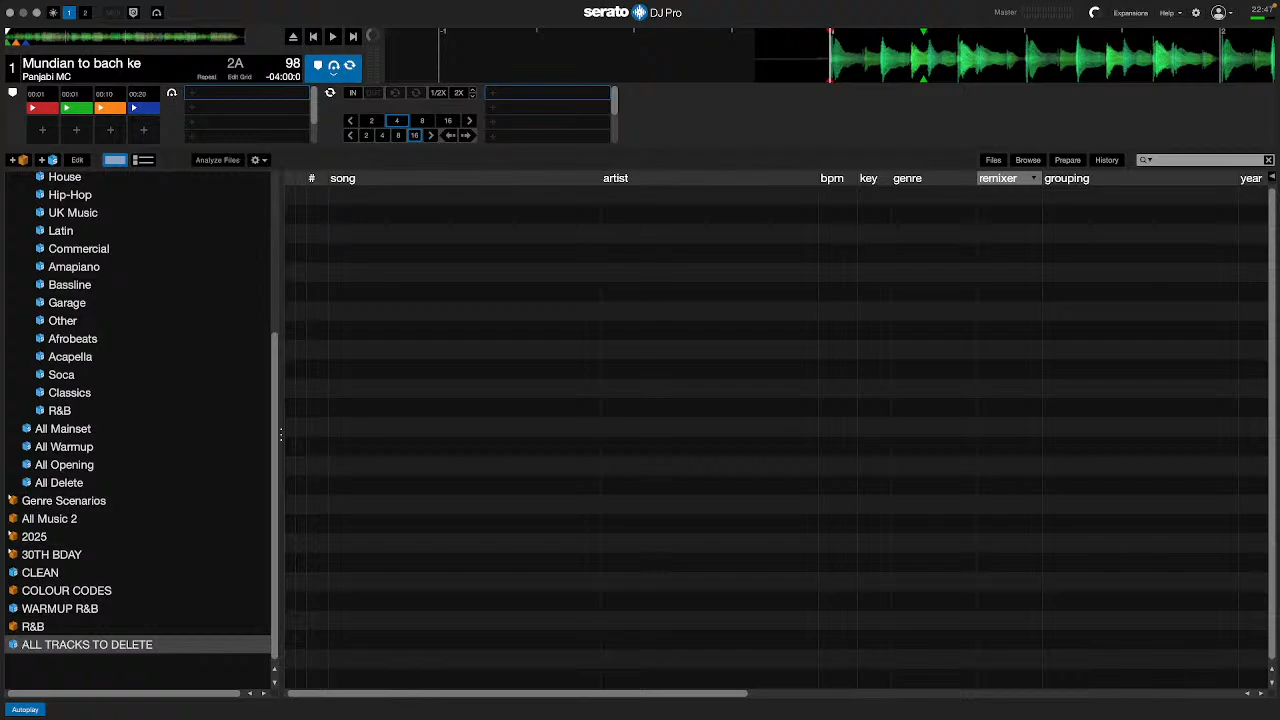 1 2 serato DJ Pro Master Expansions Help 22:47
1 Mundian to bach ke 2A 98
Panjabi MC Repeat Edit Grid -04:00:0
-1 1 2
00:01 00:01 00:10 00:20 IN 1/2X 2X
2 4 8 16
2 4 8 16
Edit Analyze Files Files Browse Prepare History
# song artist bpm key genre remixer grouping year
House
Hip-Hop
UK Music
Latin
Commercial
Amapiano
Bassline
Garage
Other
Afrobeats
Acapella
Soca
Classics
R&B
All Mainset
All Warmup
All Opening
All Delete
Genre Scenarios
All Music 2
2025
30TH BDAY
CLEAN
COLOUR CODES
WARMUP R&B
R&B
ALL TRACKS TO DELETE
Autoplay